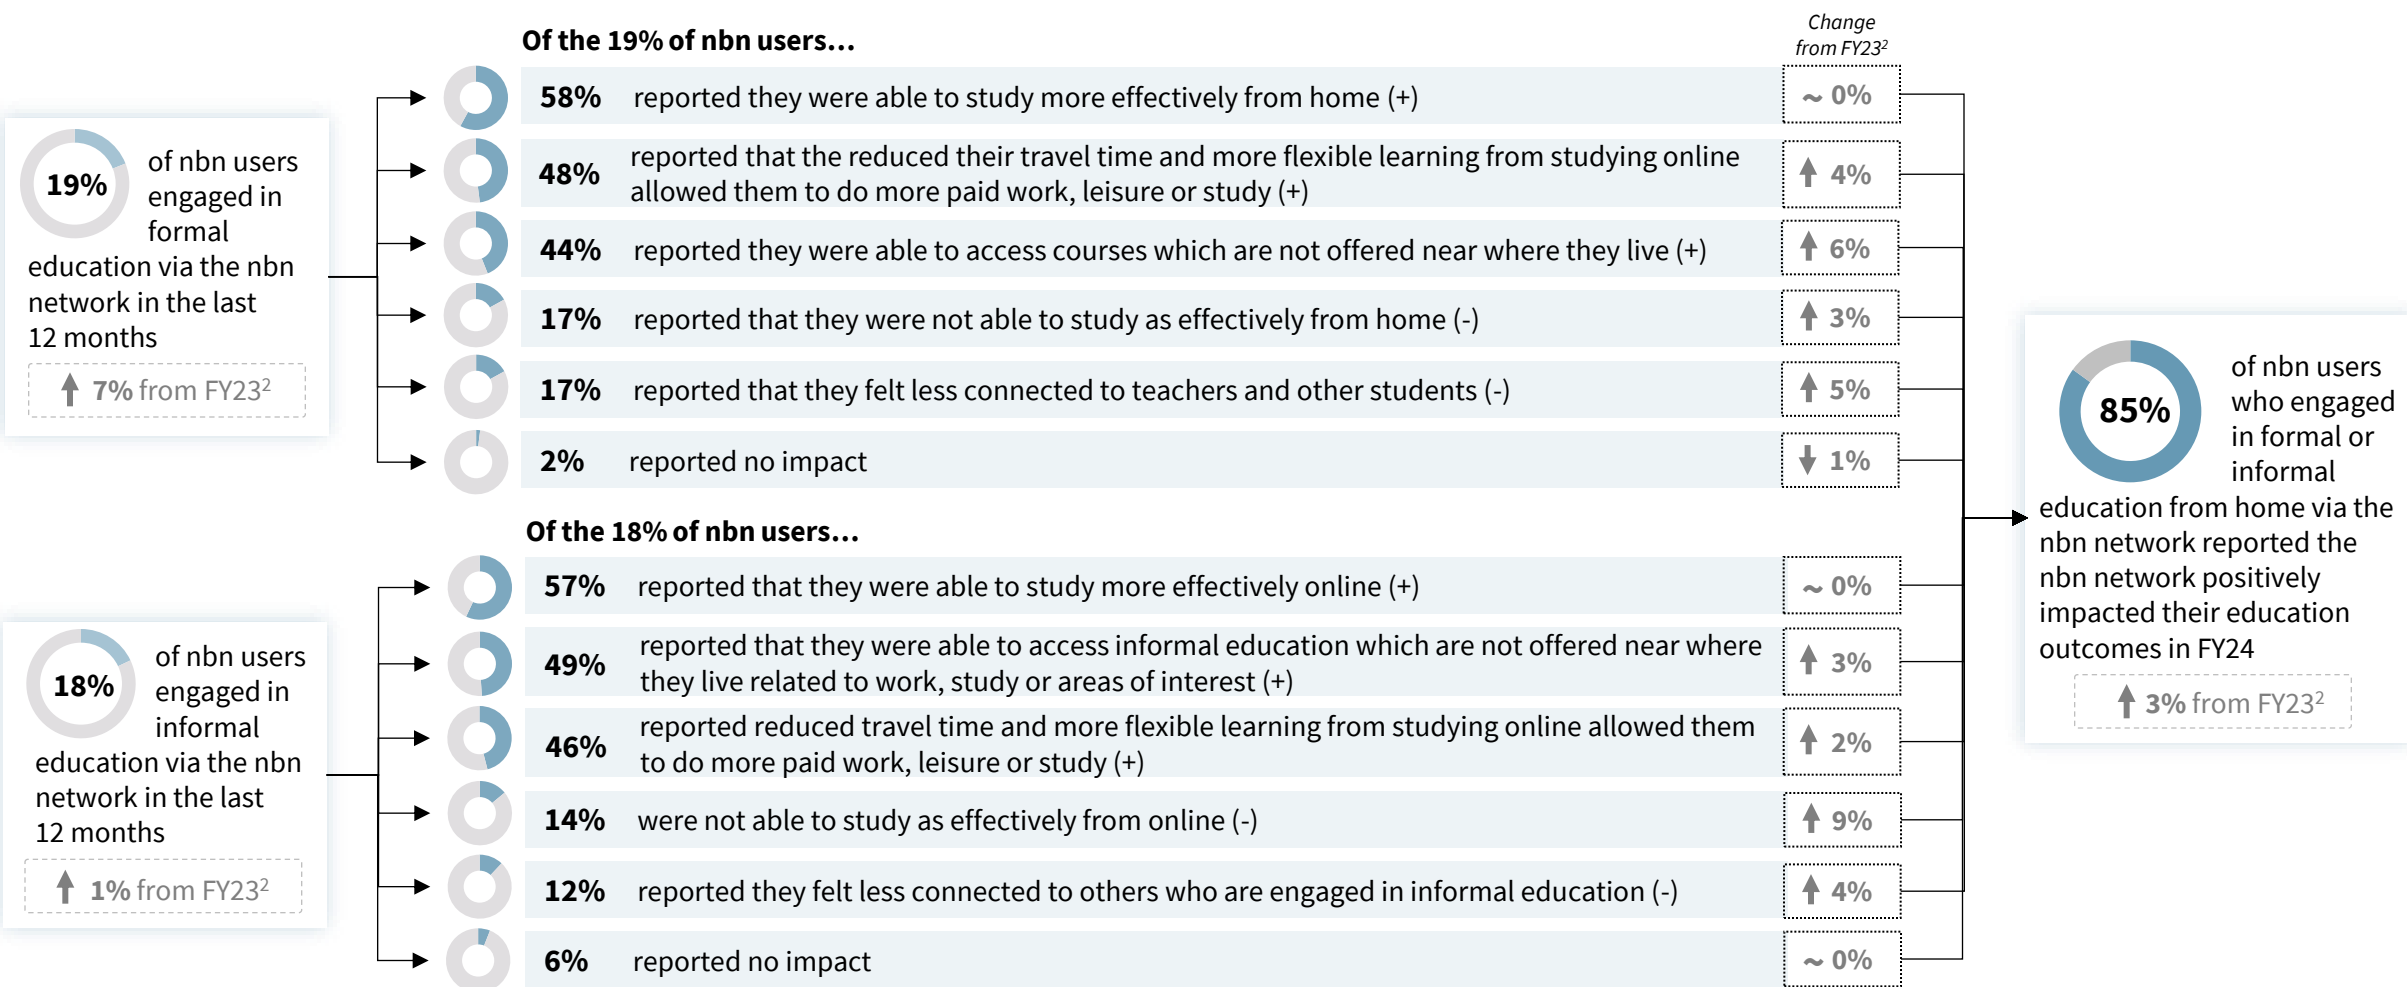 19%
of nbn users
engaged in
formal
education via the nbn
network in the last
12 months
7% from FY23²
Of the 19% of nbn users…
Change
from FY23²
58% reported they were able to study more effectively from home (+) ~ 0%
48% reported that the reduced their travel time and more flexible learning from studying online
allowed them to do more paid work, leisure or study (+)
4%
44% reported they were able to access courses which are not offered near where they live (+) 6%
17% reported that they were not able to study as effectively from home (-) 3%
17% reported that they felt less connected to teachers and other students (-) 5%
2% reported no impact 1%
18%
of nbn users
engaged in
informal
education via the nbn
network in the last
12 months
1% from FY23²
Of the 18% of nbn users…
57% reported that they were able to study more effectively online (+) ~ 0%
49% reported that they were able to access informal education which are not offered near where
they live related to work, study or areas of interest (+)
3%
46% reported reduced travel time and more flexible learning from studying online allowed them
to do more paid work, leisure or study (+)
2%
14% were not able to study as effectively from online (-) 9%
12% reported they felt less connected to others who are engaged in informal education (-) 4%
6% reported no impact ~ 0%
85%
of nbn users
who engaged
in formal or
informal
education from home via the
nbn network reported the
nbn network positively
impacted their education
outcomes in FY24
3% from FY23²